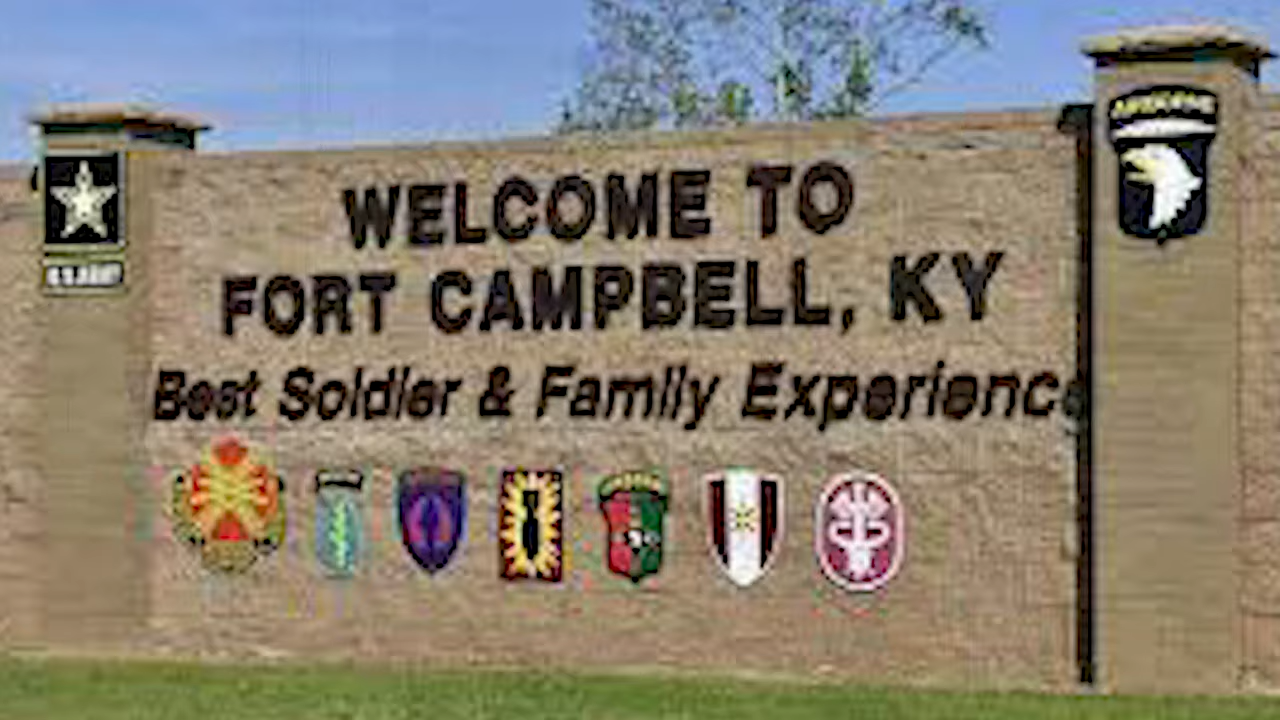 WELCOME TO
FORT CAMPBELL, KY
Best Soldier & Family Experience
AIRBORNE
U.S. ARMY